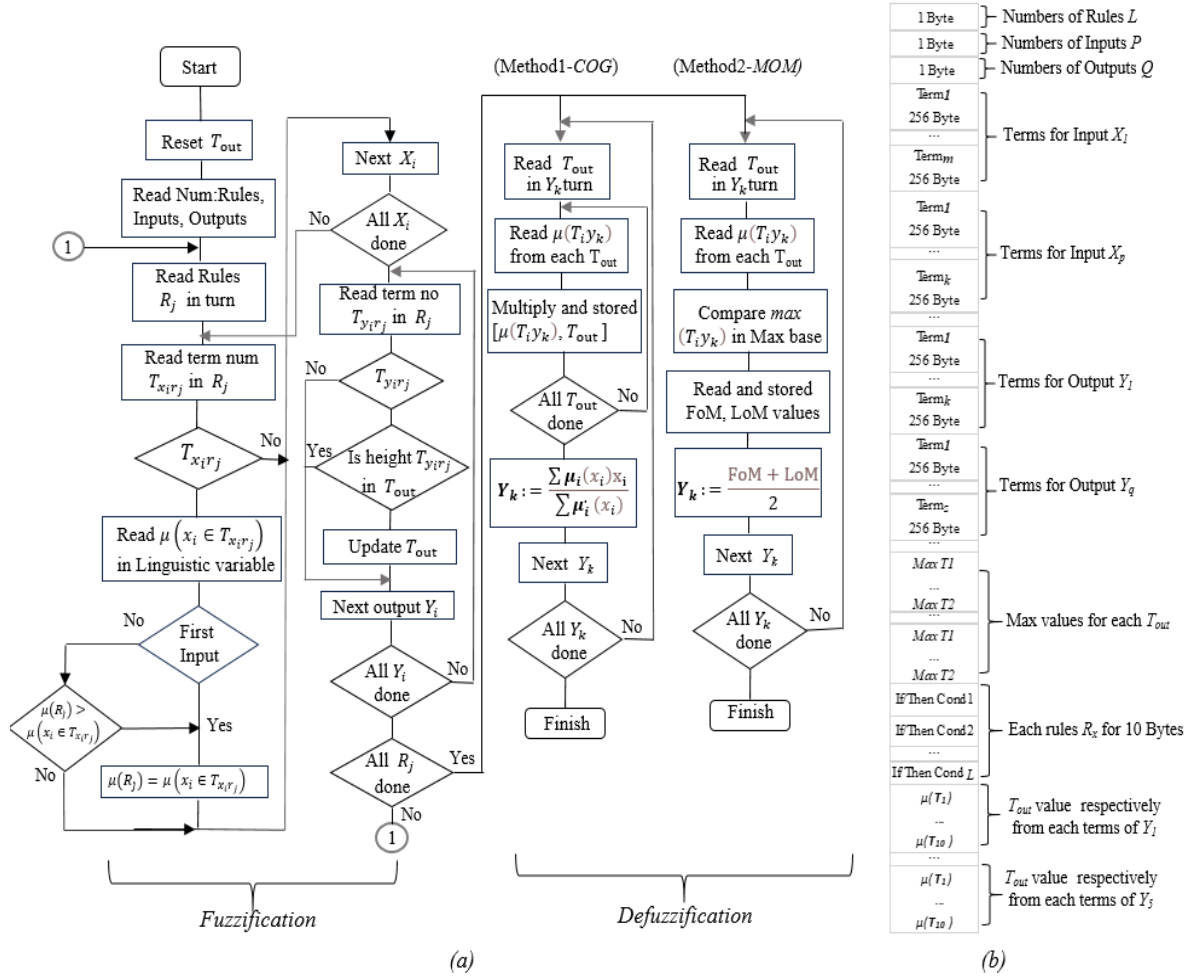 Start
Reset T_out
Read Num:Rules,
Inputs, Outputs
1
Read Rules
R_j in turn
Read term num
T_{x_i r_j} in R_j
T_{x_i r_j}
No
Read μ(x_i ∈ T_{x_i r_j})
in Linguistic variable
No
First
Input
μ(R_j) >
μ(x_i ∈ T_{x_i r_j})
Yes
No
μ(R_j) = μ(x_i ∈ T_{x_i r_j})
Next X_i
No
All X_i
done
Read term no
T_{y_i r_j} in R_j
No
T_{y_i r_j}
Yes
Is height T_{y_i r_j}
in T_out
Update T_out
Next output Y_i
All Y_i
done
No
All R_j
done
Yes
No
1
Fuzzification
(Method1-COG)
Read T_out
in Y_k turn
Read μ(T_i y_k)
from each T_out
Multiply and stored
[μ(T_i y_k), T_out ]
All T_out
done
No
Y_k := ∑ μ_i(x_i)x_i / ∑ μ_i (x_i)
Next Y_k
All Y_k
done
No
Finish
(Method2-MOM)
Read T_out
in Y_k turn
Read μ(T_i y_k)
from each T_out
Compare max
(T_i y_k) in Max base
Read and stored
FoM, LoM values
Y_k := FoM + LoM / 2
Next Y_k
All Y_k
done
No
Finish
Defuzzification
(a)
1 Byte
Numbers of Rules L
1 Byte
Numbers of Inputs P
1 Byte
Numbers of Outputs Q
Term1
256 Byte
...
Term_m
256 Byte
Terms for Input X_1
Term1
256 Byte
...
Term_k
256 Byte
Terms for Input X_p
...
Term1
256 Byte
...
Term_k
256 Byte
Terms for Output Y_1
Term1
256 Byte
...
Term_z
256 Byte
Terms for Output Y_q
...
Max T1
...
Max T2
...
Max T1
...
Max T2
Max values for each T_out
If Then Cond 1
If Then Cond 2
...
If Then Cond L
Each rules R_x for 10 Bytes
μ(T_1)
...
μ(T_10)
T_out value respectively
from each terms of Y_1
...
μ(T_1)
...
μ(T_10)
T_out value respectively
from each terms of Y_5
(b)